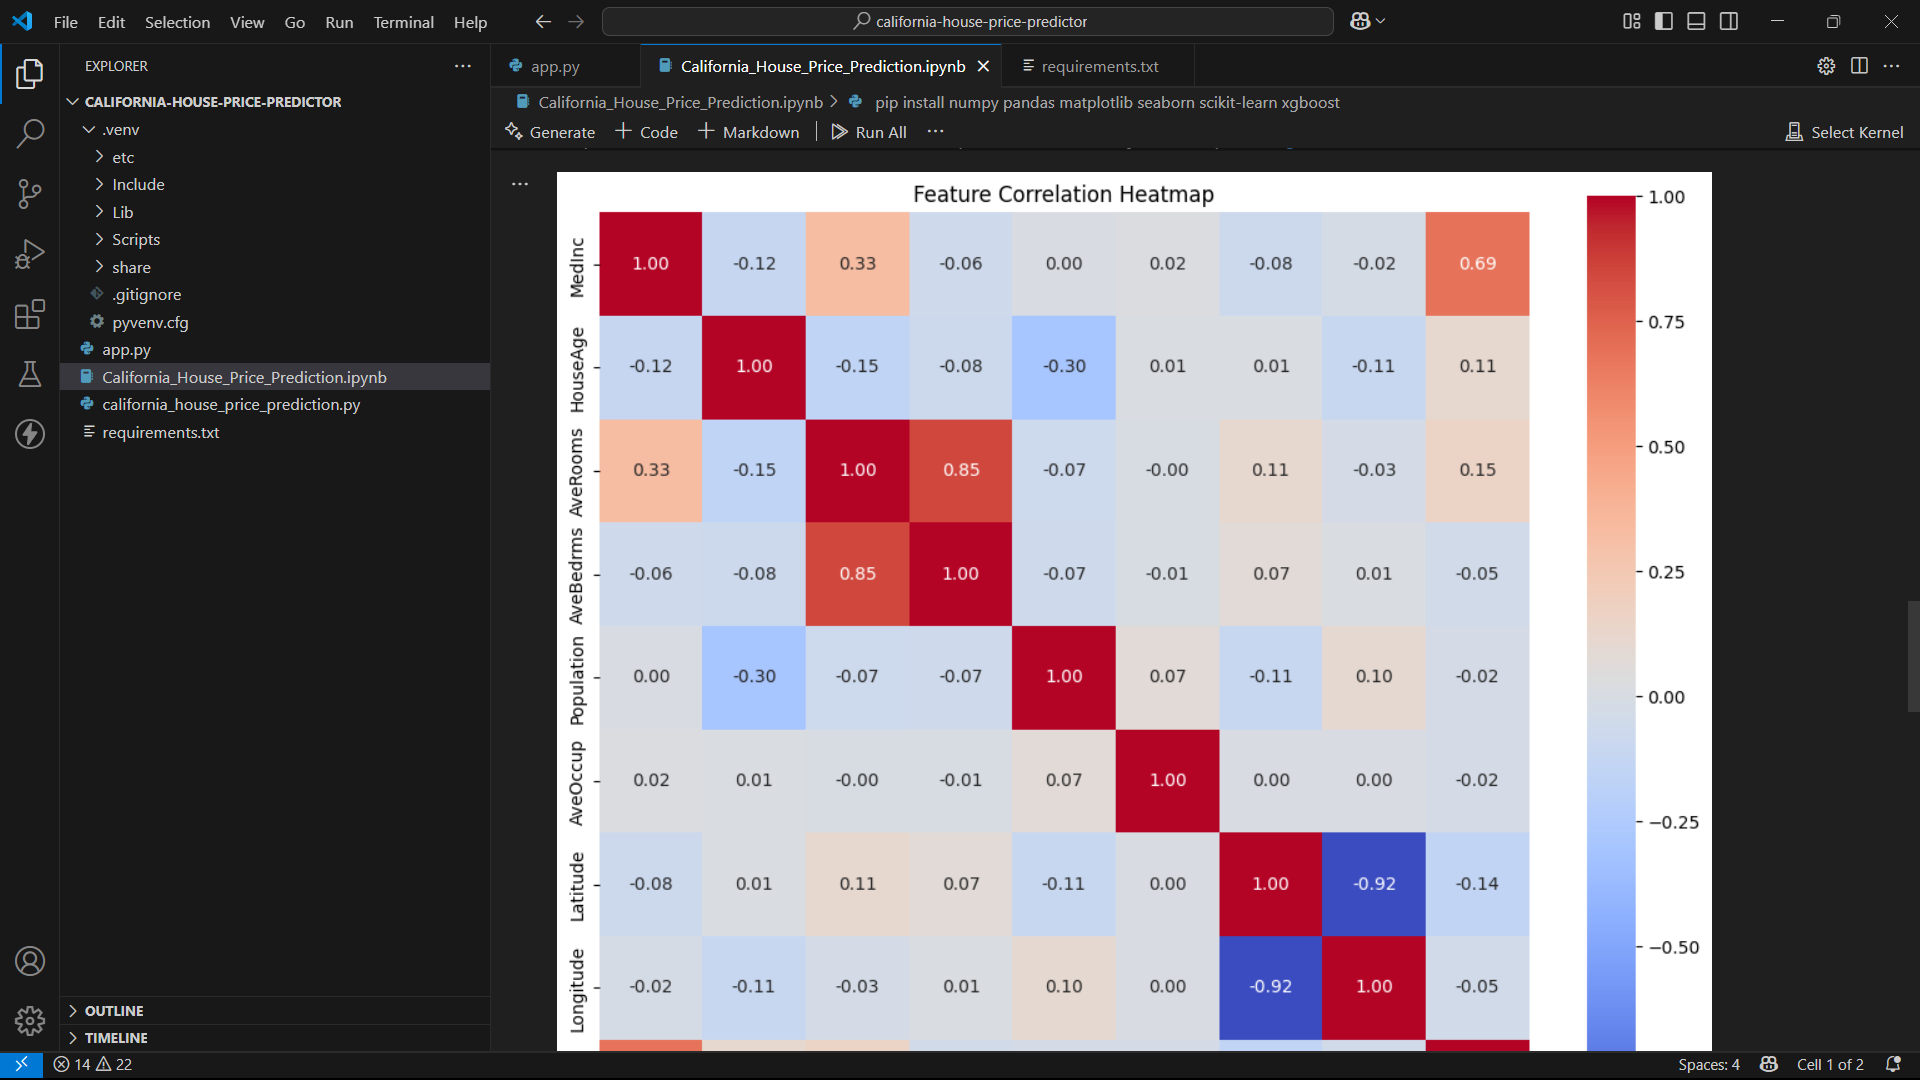 File Edit Selection View Go Run Terminal Help
california-house-price-predictor
EXPLORER
CALIFORNIA-HOUSE-PRICE-PREDICTOR
.venv
etc
Include
Lib
Scripts
share
.gitignore
pyvenv.cfg
app.py
California_House_Price_Prediction.ipynb
california_house_price_prediction.py
requirements.txt
OUTLINE
TIMELINE
app.py California_House_Price_Prediction.ipynb requirements.txt
California_House_Price_Prediction.ipynb pip install numpy pandas matplotlib seaborn scikit-learn xgboost
Generate Code Markdown Run All Select Kernel
Feature Correlation Heatmap
MedInc 1.00 -0.12 0.33 -0.06 0.00 0.02 -0.08 -0.02 0.69
HouseAge -0.12 1.00 -0.15 -0.08 -0.30 0.01 0.01 -0.11 0.11
AveRooms 0.33 -0.15 1.00 0.85 -0.07 -0.00 0.11 -0.03 0.15
AveBedrms -0.06 -0.08 0.85 1.00 -0.07 -0.01 0.07 0.01 -0.05
Population 0.00 -0.30 -0.07 -0.07 1.00 0.07 -0.11 0.10 -0.02
AveOccup 0.02 0.01 -0.00 -0.01 0.07 1.00 0.00 0.00 -0.02
Latitude -0.08 0.01 0.11 0.07 -0.11 0.00 1.00 -0.92 -0.14
Longitude -0.02 -0.11 -0.03 0.01 0.10 0.00 -0.92 1.00 -0.05
1.00
0.75
0.50
0.25
0.00
−0.25
−0.50
14 22 Spaces: 4 Cell 1 of 2